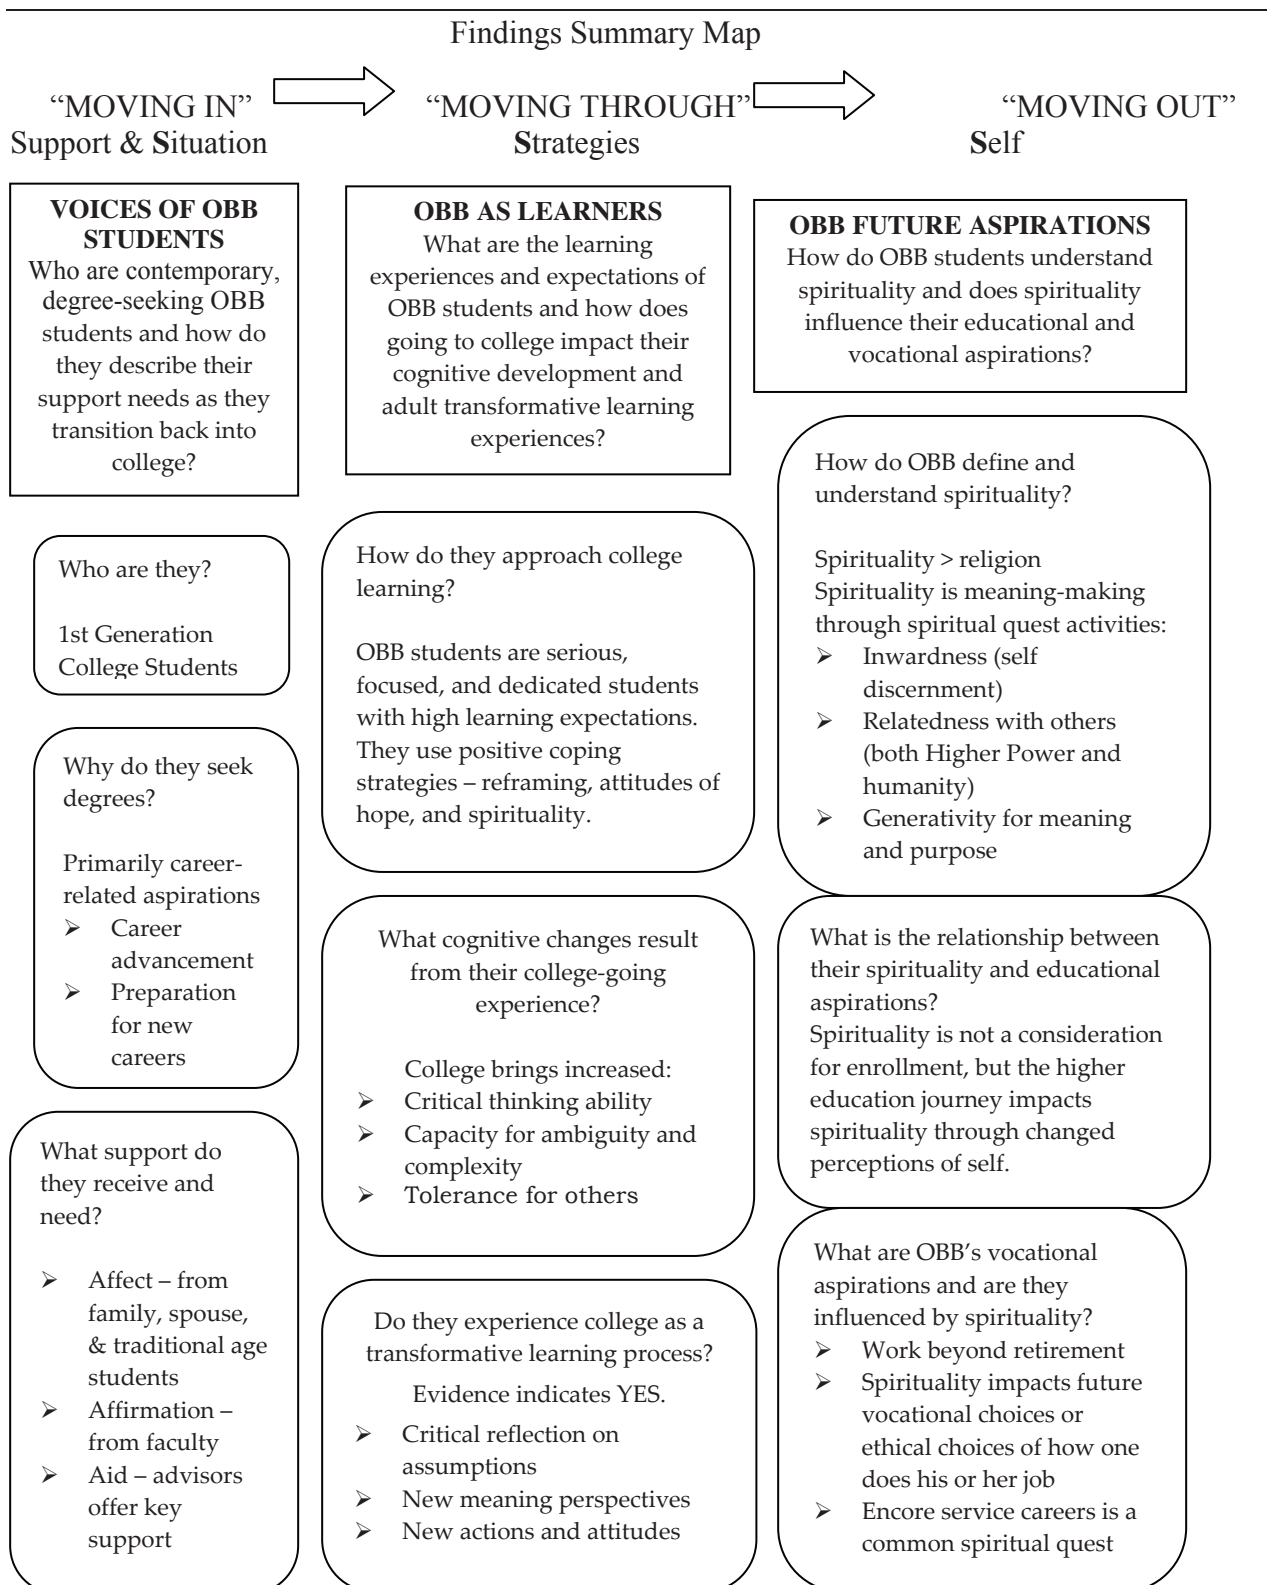 Findings Summary Map
“MOVING IN”
Support & Situation
“MOVING THROUGH”
Strategies
“MOVING OUT”
Self
VOICES OF OBB
STUDENTS
Who are contemporary,
degree-seeking OBB
students and how do
they describe their
support needs as they
transition back into
college?
Who are they?
1st Generation
College Students
Why do they seek
degrees?
Primarily career-
related aspirations
➢ Career
advancement
➢ Preparation
for new
careers
What support do
they receive and
need?
➢ Affect – from
family, spouse,
& traditional age
students
➢ Affirmation –
from faculty
➢ Aid – advisors
offer key
support
OBB AS LEARNERS
What are the learning
experiences and expectations of
OBB students and how does
going to college impact their
cognitive development and
adult transformative learning
experiences?
How do they approach college
learning?
OBB students are serious,
focused, and dedicated students
with high learning expectations.
They use positive coping
strategies – reframing, attitudes of
hope, and spirituality.
What cognitive changes result
from their college-going
experience?
College brings increased:
➢ Critical thinking ability
➢ Capacity for ambiguity and
complexity
➢ Tolerance for others
Do they experience college as a
transformative learning process?
Evidence indicates YES.
➢ Critical reflection on
assumptions
➢ New meaning perspectives
➢ New actions and attitudes
OBB FUTURE ASPIRATIONS
How do OBB students understand
spirituality and does spirituality
influence their educational and
vocational aspirations?
How do OBB define and
understand spirituality?
Spirituality > religion
Spirituality is meaning-making
through spiritual quest activities:
➢ Inwardness (self
discernment)
➢ Relatedness with others
(both Higher Power and
humanity)
➢ Generativity for meaning
and purpose
What is the relationship between
their spirituality and educational
aspirations?
Spirituality is not a consideration
for enrollment, but the higher
education journey impacts
spirituality through changed
perceptions of self.
What are OBB’s vocational
aspirations and are they
influenced by spirituality?
➢ Work beyond retirement
➢ Spirituality impacts future
vocational choices or
ethical choices of how one
does his or her job
➢ Encore service careers is a
common spiritual quest